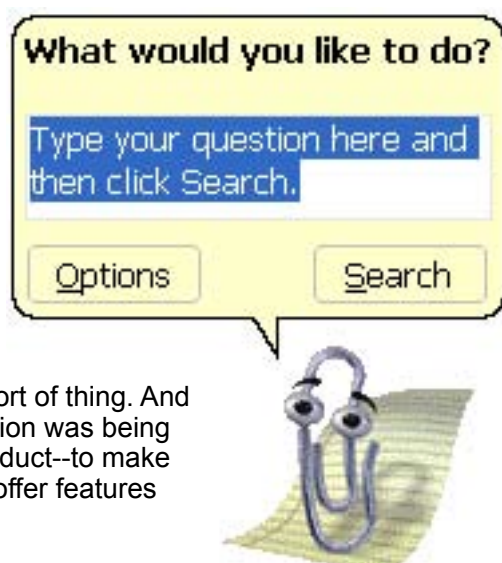 What would you like to do?
Type your question here and
then click Search.
Options
Search
ort of thing. And
ion was being
duct--to make
offer features